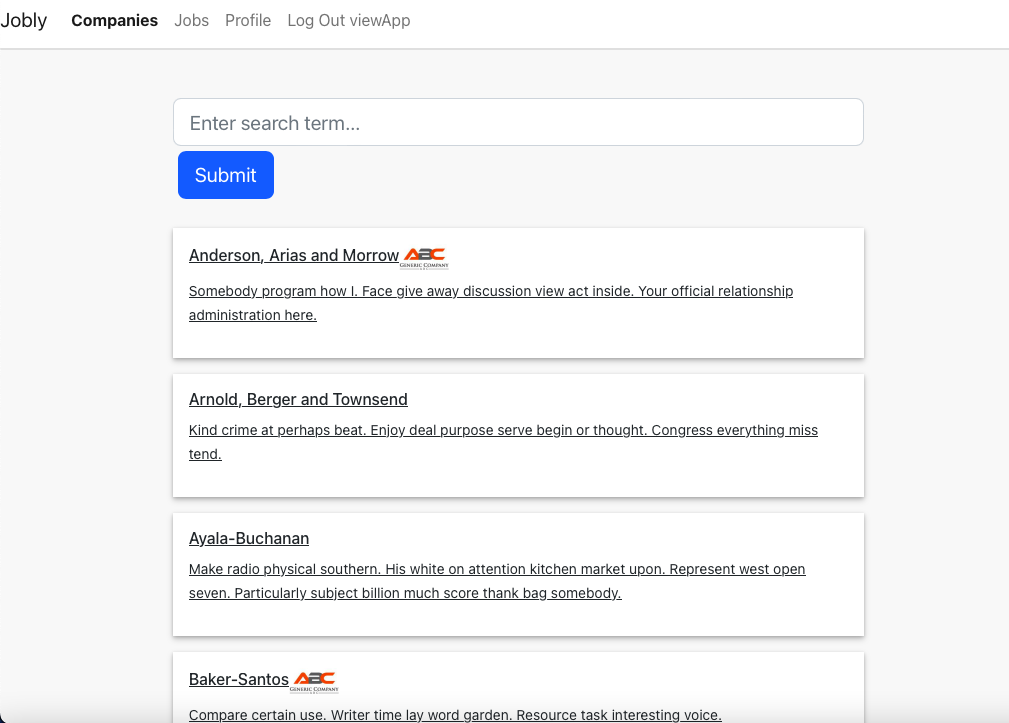 Jobly Companies Jobs Profile Log Out viewApp
Enter search term...
Submit
Anderson, Arias and Morrow ABC
GENERIC COMPANY
Somebody program how I. Face give away discussion view act inside. Your official relationship
administration here.
Arnold, Berger and Townsend
Kind crime at perhaps beat. Enjoy deal purpose serve begin or thought. Congress everything miss
tend.
Ayala-Buchanan
Make radio physical southern. His white on attention kitchen market upon. Represent west open
seven. Particularly subject billion much score thank bag somebody.
Baker-Santos ABC
GENERIC COMPANY
Compare certain use. Writer time lay word garden. Resource task interesting voice.